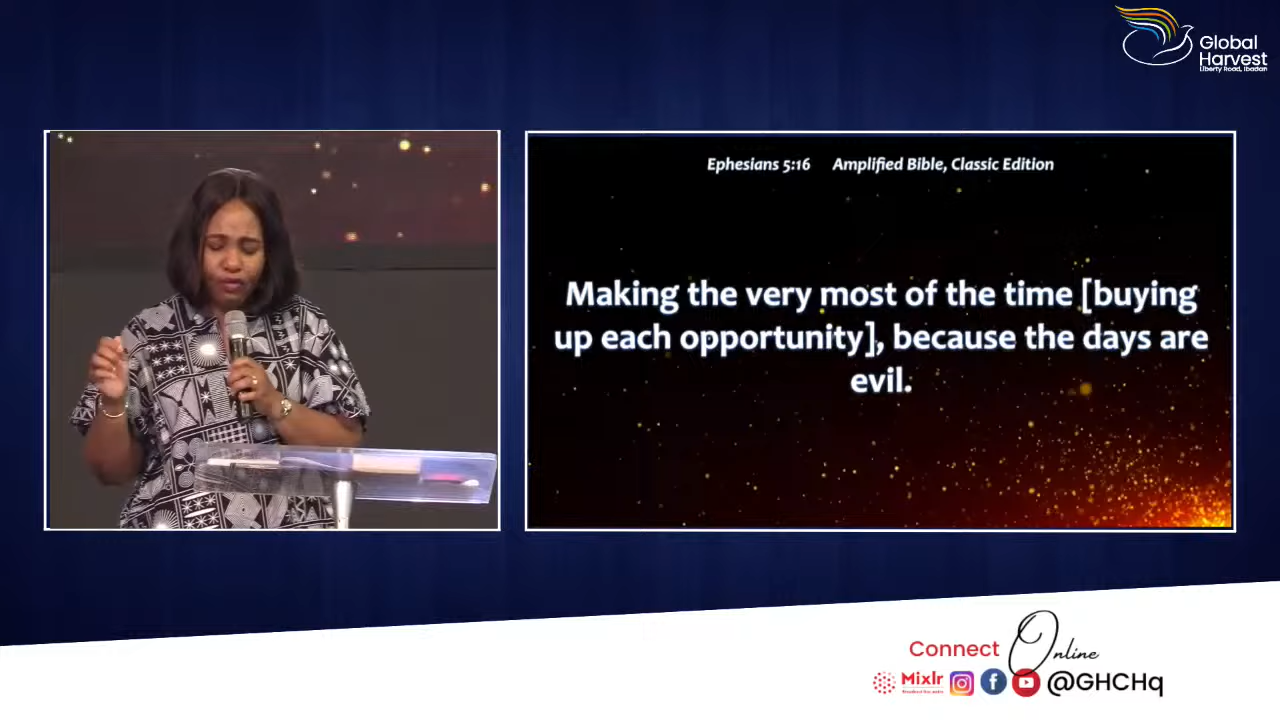 Global
Harvest
Liberty Road, Ibadan
Ephesians 5:16 Amplified Bible, Classic Edition
Making the very most of the time [buying
up each opportunity], because the days are
evil.
Connect Online
Mixlr
@GHCHq